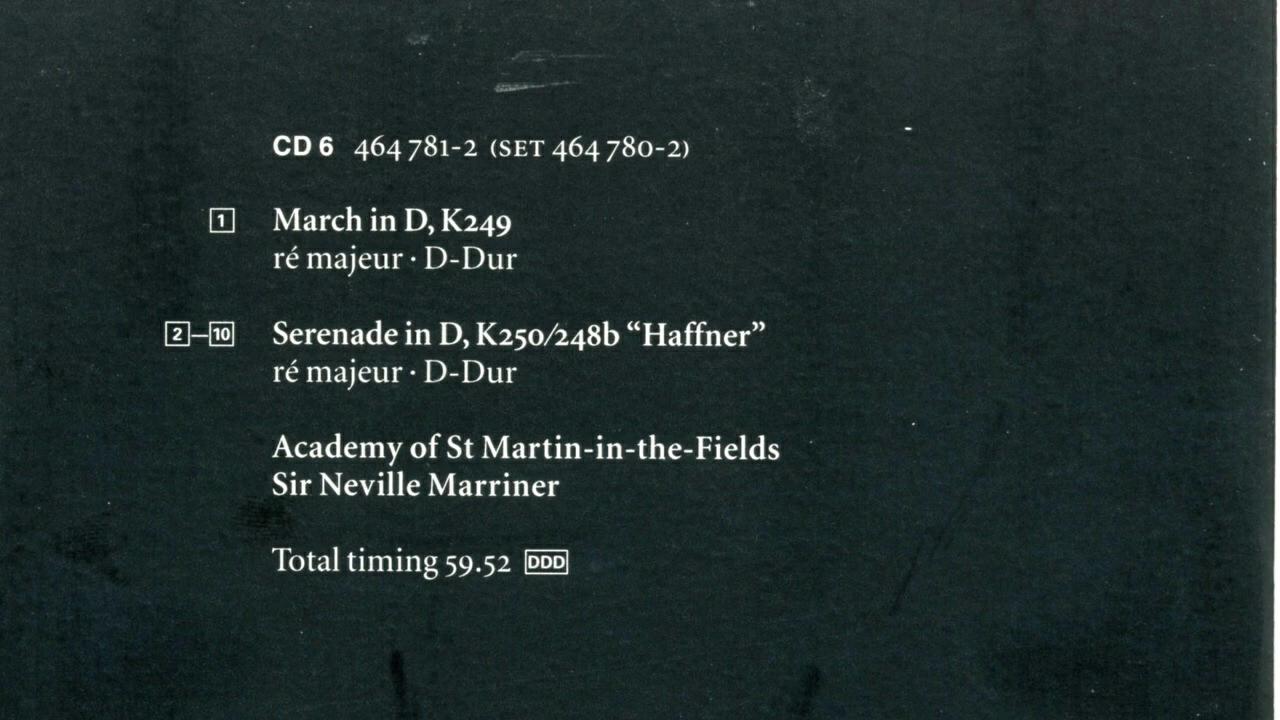 CD 6 464 781-2 (SET 464 780-2)
1 March in D, K249
ré majeur · D-Dur
2–10 Serenade in D, K250/248b “Haffner”
ré majeur · D-Dur
Academy of St Martin-in-the-Fields
Sir Neville Marriner
Total timing 59.52 DDD